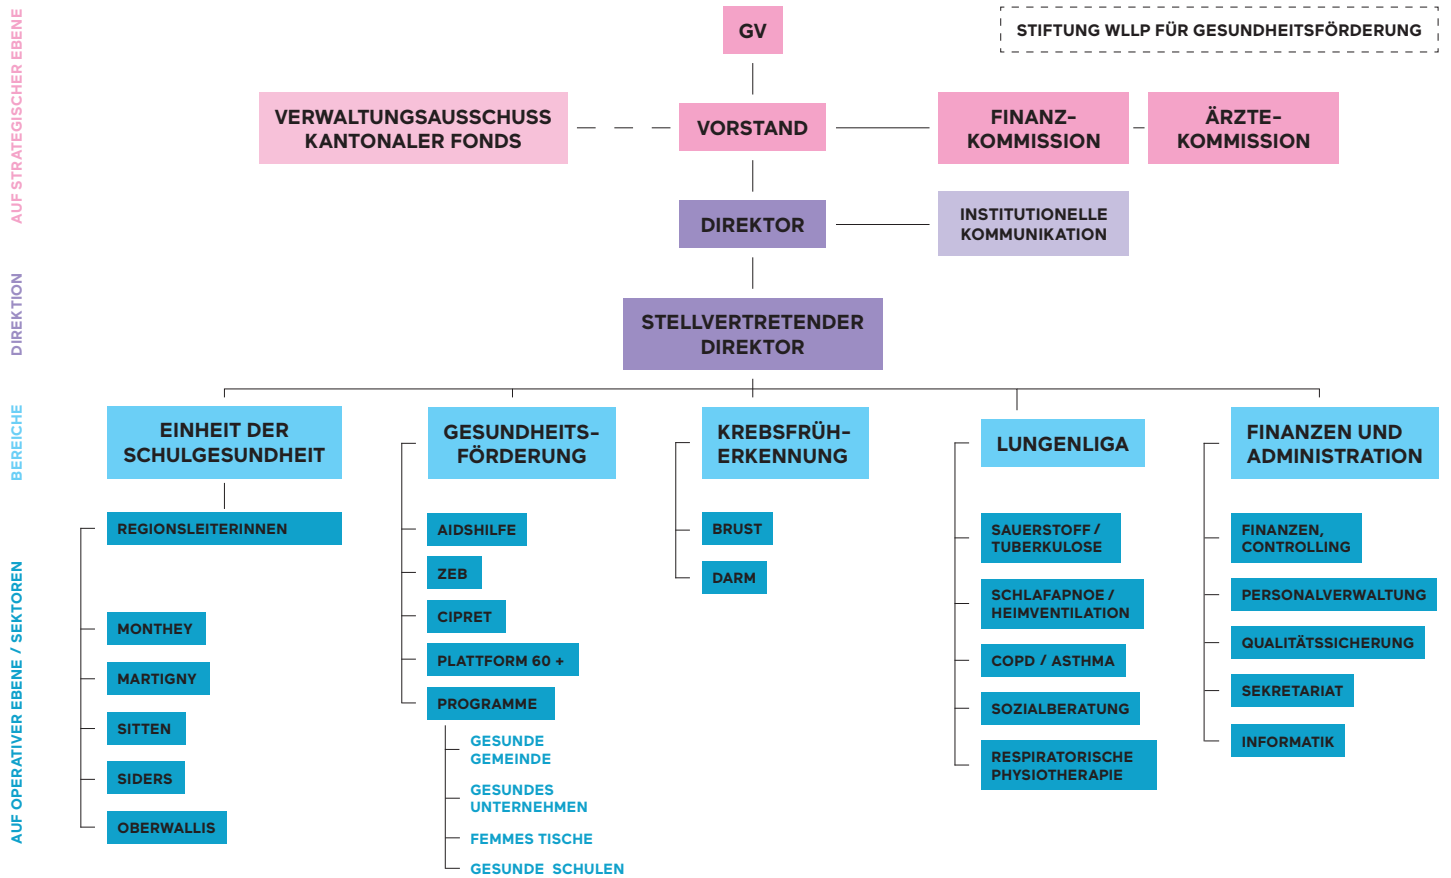 AUF STRATEGISCHER EBENE
GV
STIFTUNG WLLP FÜR GESUNDHEITSFÖRDERUNG
VERWALTUNGSAUSSCHUSS
KANTONALER FONDS
VORSTAND
FINANZ-
KOMMISSION
ÄRZTE-
KOMMISSION
DIREKTION
DIREKTOR
INSTITUTIONELLE
KOMMUNIKATION
STELLVERTRETENDER
DIREKTOR
BEREICHE
EINHEIT DER
SCHULGESUNDHEIT
GESUNDHEITS-
FÖRDERUNG
KREBSFRÜH-
ERKENNUNG
LUNGENLIGA
FINANZEN UND
ADMINISTRATION
AUF OPERATIVER EBENE / SEKTOREN
REGIONSLEITERINNEN
MONTHEY
MARTIGNY
SITTEN
SIDERS
OBERWALLIS
AIDSHILFE
ZEB
CIPRET
PLATTFORM 60 +
PROGRAMME
GESUNDE
GEMEINDE
GESUNDES
UNTERNEHMEN
FEMMES TISCHE
GESUNDE SCHULEN
BRUST
DARM
SAUERSTOFF /
TUBERKULOSE
SCHLAFAPNOE /
HEIMVENTILATION
COPD / ASTHMA
SOZIALBERATUNG
RESPIRATORISCHE
PHYSIOTHERAPIE
FINANZEN,
CONTROLLING
PERSONALVERWALTUNG
QUALITÄTSSICHERUNG
SEKRETARIAT
INFORMATIK